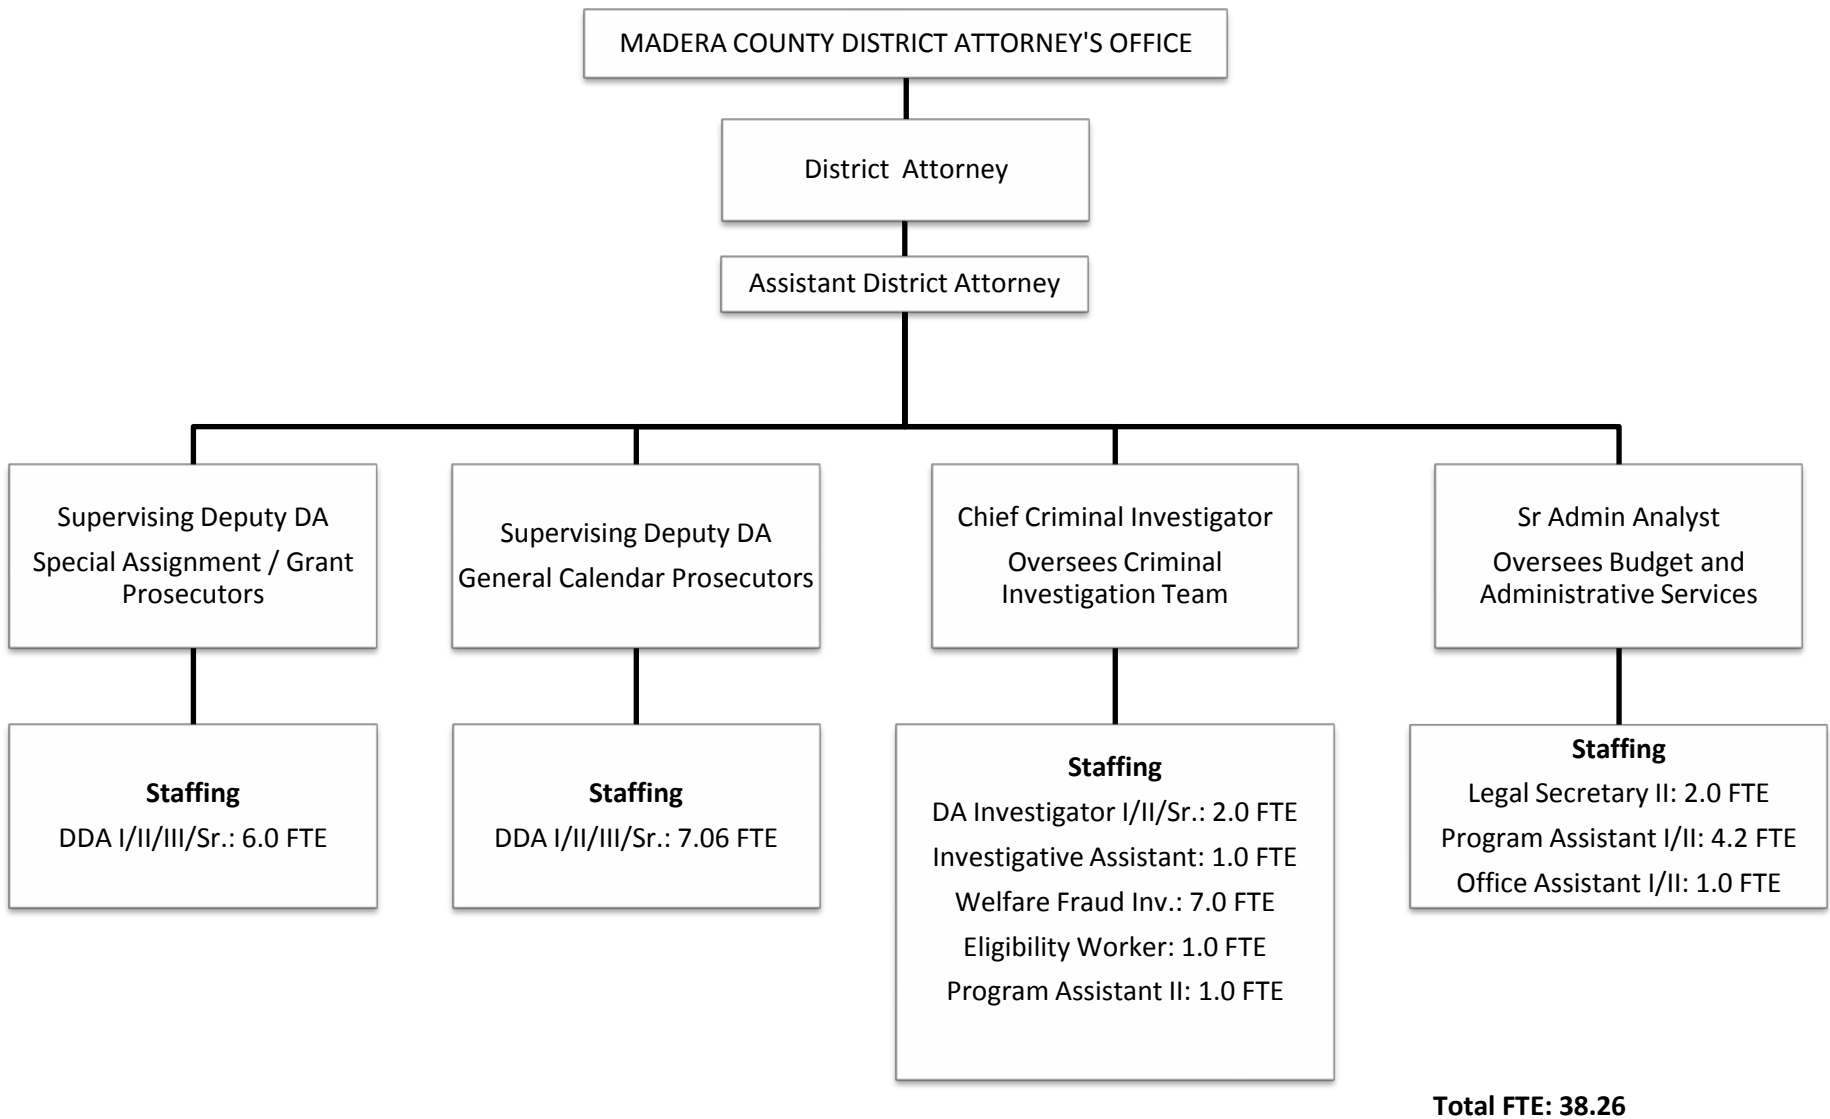 MADERA COUNTY DISTRICT ATTORNEY'S OFFICE
District  Attorney
Assistant District Attorney
Supervising Deputy DA
Special Assignment / Grant
Prosecutors
Supervising Deputy DA
General Calendar Prosecutors
Chief Criminal Investigator
Oversees Criminal
Investigation Team
Sr Admin Analyst
Oversees Budget and
Administrative Services
Staffing
DDA I/II/III/Sr.: 6.0 FTE
Staffing
DDA I/II/III/Sr.: 7.06 FTE
Staffing
DA Investigator I/II/Sr.: 2.0 FTE
Investigative Assistant: 1.0 FTE
Welfare Fraud Inv.: 7.0 FTE
Eligibility Worker: 1.0 FTE
Program Assistant II: 1.0 FTE
Staffing
Legal Secretary II: 2.0 FTE
Program Assistant I/II: 4.2 FTE
Office Assistant I/II: 1.0 FTE
Total FTE: 38.26